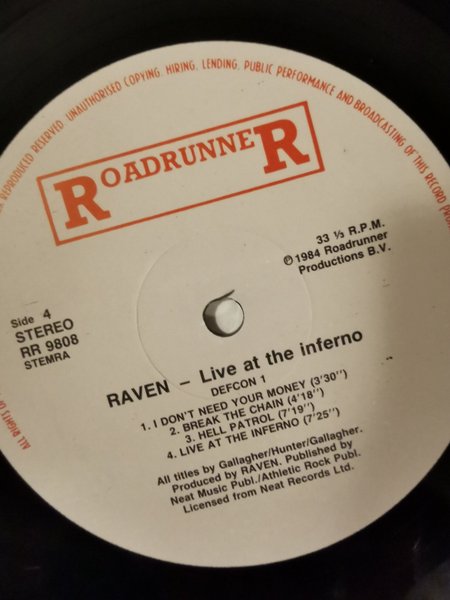 R REPRODUCED RESERVED. UNAUTHORISED COPYING, HIRING, LENDING, PUBLIC PERFORMANCE AND BROADCASTING OF THIS RECORD
ROADRUNNER
33 ⅓ R.P.M.
℗ 1984 Roadrunner
Productions B.V.
Side 4
STEREO
RR 9808
STEMRA
RAVEN – Live at the inferno
DEFCON 1
1. I DON'T NEED YOUR MONEY (3'30'')
2. BREAK THE CHAIN (4'18'')
3. HELL PATROL (7'19'')
4. LIVE AT THE INFERNO (7'25'')
All titles by Gallagher/Hunter/Gallagher.
Produced by RAVEN. Published by
Neat Music Publ./Athletic Rock Publ.
Licensed from Neat Records Ltd.
ALL RIGHTS OF